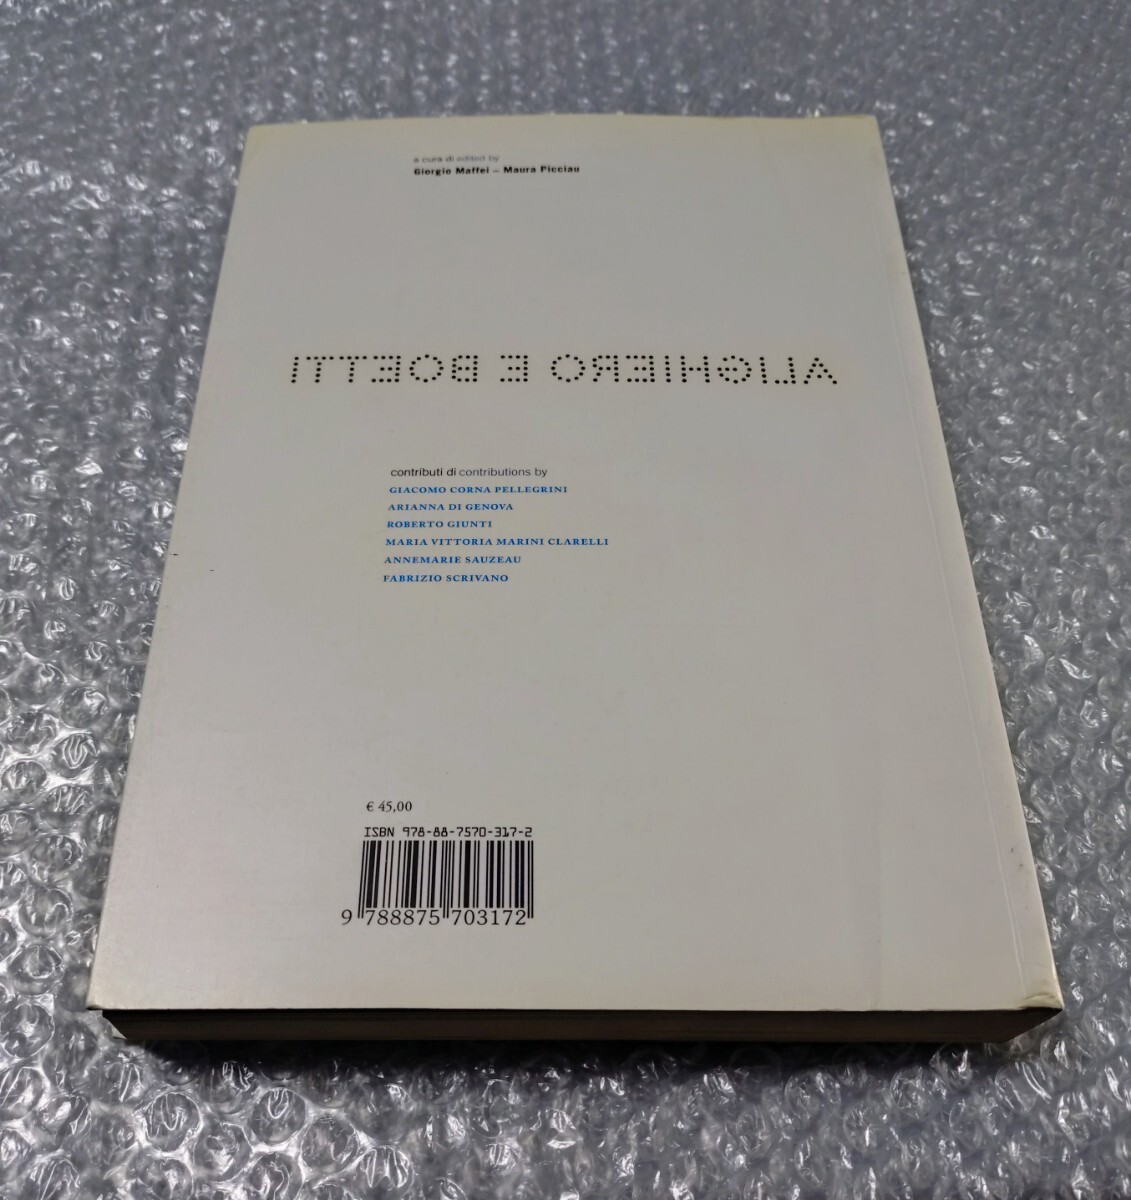 a cura di edited by
Giorgio Maffei – Maura Picciau
ALIGHIERO E BOETTI
contributi di contributions by
GIACOMO CORNA PELLEGRINI
ARIANNA DI GENOVA
ROBERTO GIUNTI
MARIA VITTORIA MARINI CLARELLI
ANNEMARIE SAUZEAU
FABRIZIO SCRIVANO
€ 45,00
ISBN 978-88-7570-317-2
9 788875 703172